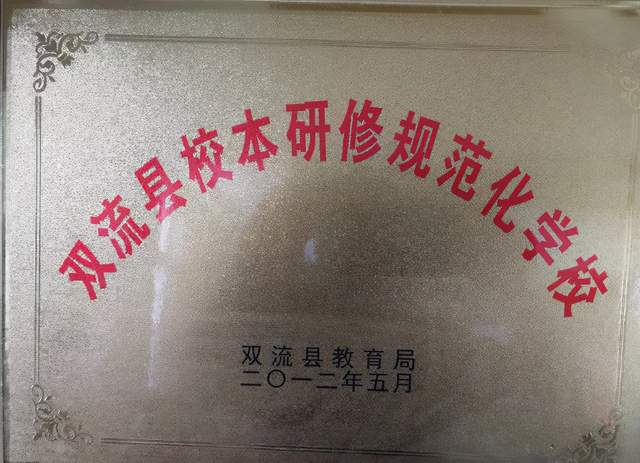 双流县校本研修规范化学校
双流县教育局
二〇一二年五月